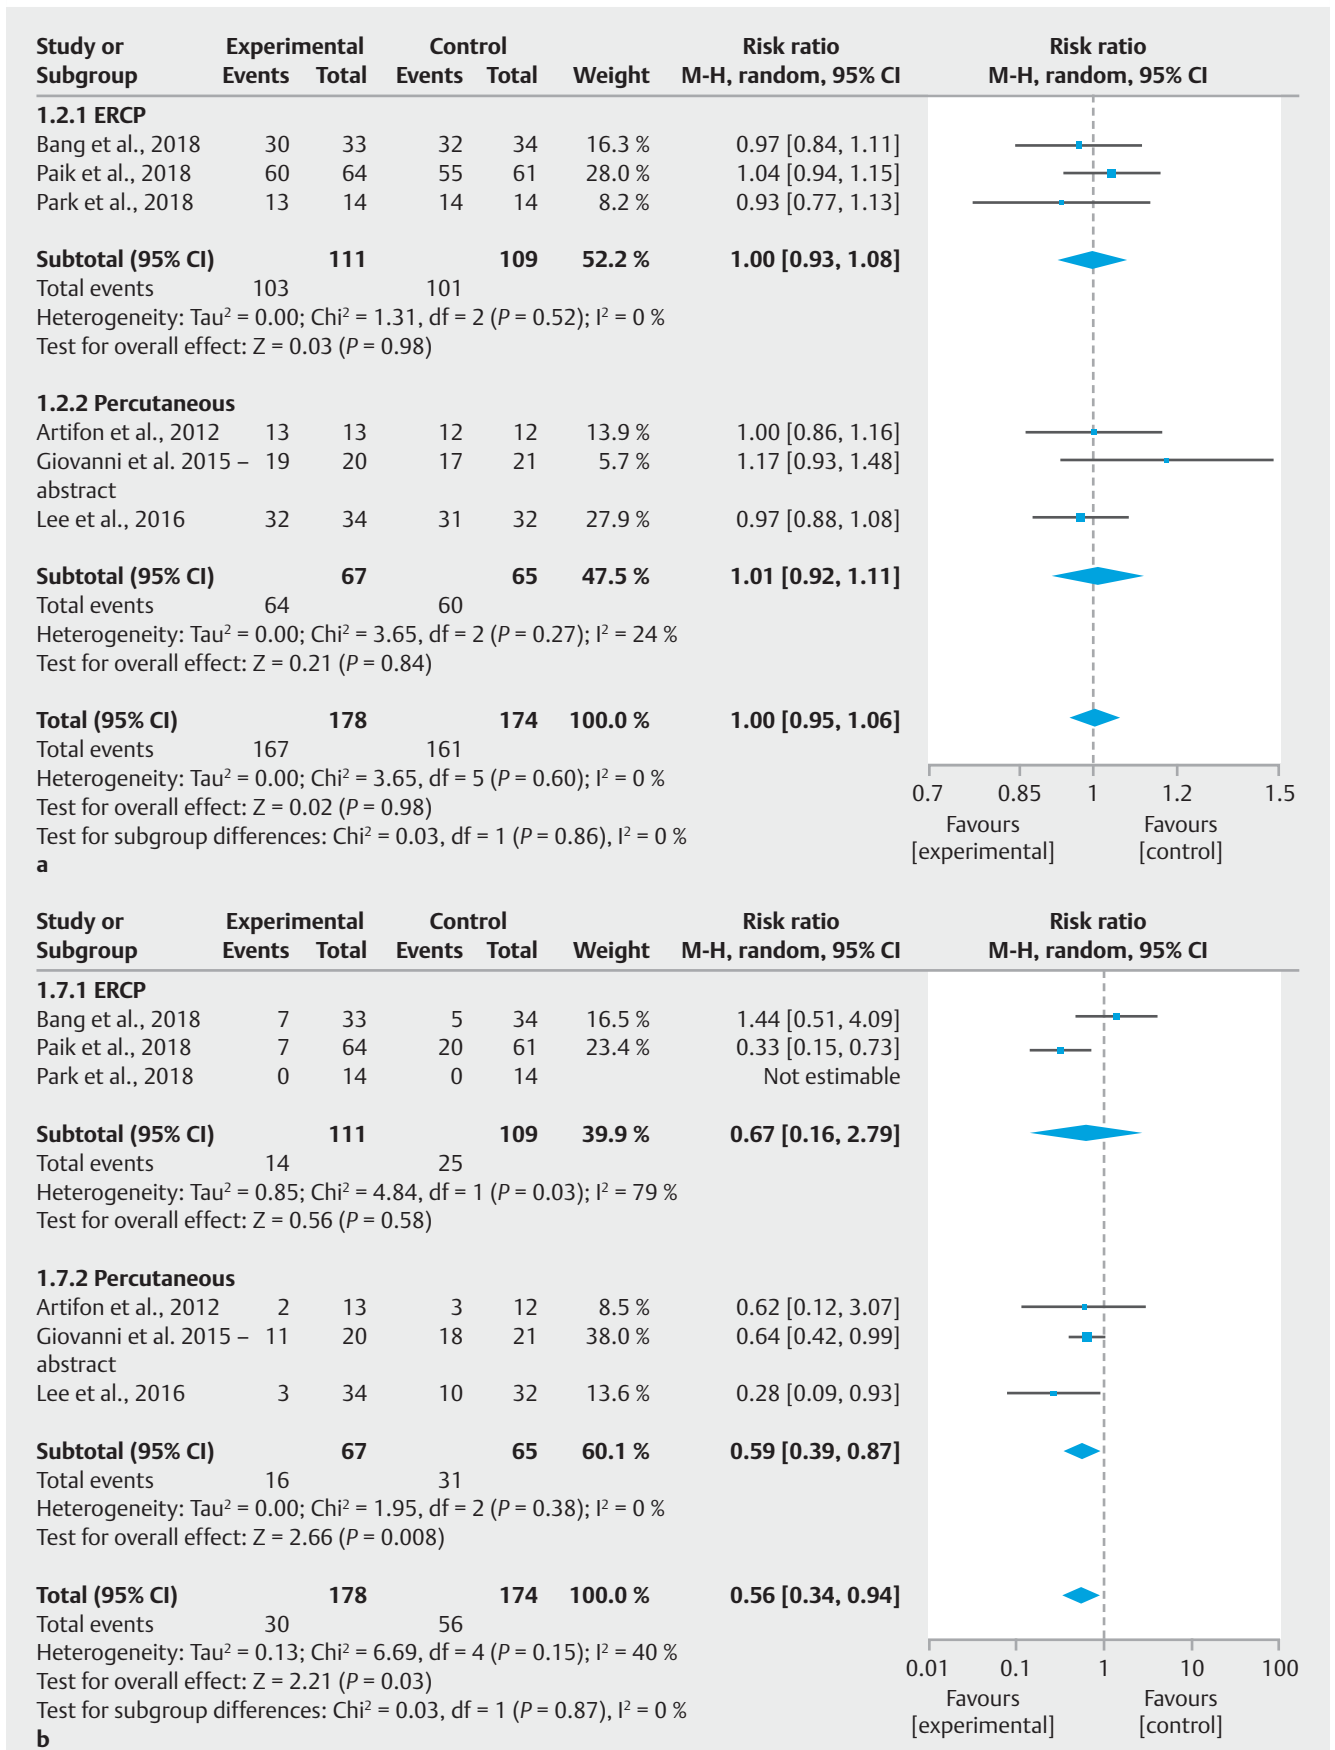 Study or Experimental Control Risk ratio Risk ratio
Subgroup Events Total Events Total Weight M-H, random, 95% CI M-H, random, 95% CI
1.2.1 ERCP
Bang et al., 2018 30 33 32 34 16.3 % 0.97 [0.84, 1.11]
Paik et al., 2018 60 64 55 61 28.0 % 1.04 [0.94, 1.15]
Park et al., 2018 13 14 14 14 8.2 % 0.93 [0.77, 1.13]
Subtotal (95% CI) 111 109 52.2 % 1.00 [0.93, 1.08]
Total events 103 101
Heterogeneity: Tau² = 0.00; Chi² = 1.31, df = 2 (P = 0.52); I² = 0 %
Test for overall effect: Z = 0.03 (P = 0.98)
1.2.2 Percutaneous
Artifon et al., 2012 13 13 12 12 13.9 % 1.00 [0.86, 1.16]
Giovanni et al. 2015 – 19 20 17 21 5.7 % 1.17 [0.93, 1.48]
abstract
Lee et al., 2016 32 34 31 32 27.9 % 0.97 [0.88, 1.08]
Subtotal (95% CI) 67 65 47.5 % 1.01 [0.92, 1.11]
Total events 64 60
Heterogeneity: Tau² = 0.00; Chi² = 3.65, df = 2 (P = 0.27); I² = 24 %
Test for overall effect: Z = 0.21 (P = 0.84)
Total (95% CI) 178 174 100.0 % 1.00 [0.95, 1.06]
Total events 167 161
Heterogeneity: Tau² = 0.00; Chi² = 3.65, df = 5 (P = 0.60); I² = 0 %
Test for overall effect: Z = 0.02 (P = 0.98)
Test for subgroup differences: Chi² = 0.03, df = 1 (P = 0.86), I² = 0 %
0.7 0.85 1 1.2 1.5
Favours Favours
[experimental] [control]
a
Study or Experimental Control Risk ratio Risk ratio
Subgroup Events Total Events Total Weight M-H, random, 95% CI M-H, random, 95% CI
1.7.1 ERCP
Bang et al., 2018 7 33 5 34 16.5 % 1.44 [0.51, 4.09]
Paik et al., 2018 7 64 20 61 23.4 % 0.33 [0.15, 0.73]
Park et al., 2018 0 14 0 14 Not estimable
Subtotal (95% CI) 111 109 39.9 % 0.67 [0.16, 2.79]
Total events 14 25
Heterogeneity: Tau² = 0.85; Chi² = 4.84, df = 1 (P = 0.03); I² = 79 %
Test for overall effect: Z = 0.56 (P = 0.58)
1.7.2 Percutaneous
Artifon et al., 2012 2 13 3 12 8.5 % 0.62 [0.12, 3.07]
Giovanni et al. 2015 – 11 20 18 21 38.0 % 0.64 [0.42, 0.99]
abstract
Lee et al., 2016 3 34 10 32 13.6 % 0.28 [0.09, 0.93]
Subtotal (95% CI) 67 65 60.1 % 0.59 [0.39, 0.87]
Total events 16 31
Heterogeneity: Tau² = 0.00; Chi² = 1.95, df = 2 (P = 0.38); I² = 0 %
Test for overall effect: Z = 2.66 (P = 0.008)
Total (95% CI) 178 174 100.0 % 0.56 [0.34, 0.94]
Total events 30 56
Heterogeneity: Tau² = 0.13; Chi² = 6.69, df = 4 (P = 0.15); I² = 40 %
Test for overall effect: Z = 2.21 (P = 0.03)
Test for subgroup differences: Chi² = 0.03, df = 1 (P = 0.87), I² = 0 %
0.01 0.1 1 10 100
Favours Favours
[experimental] [control]
b